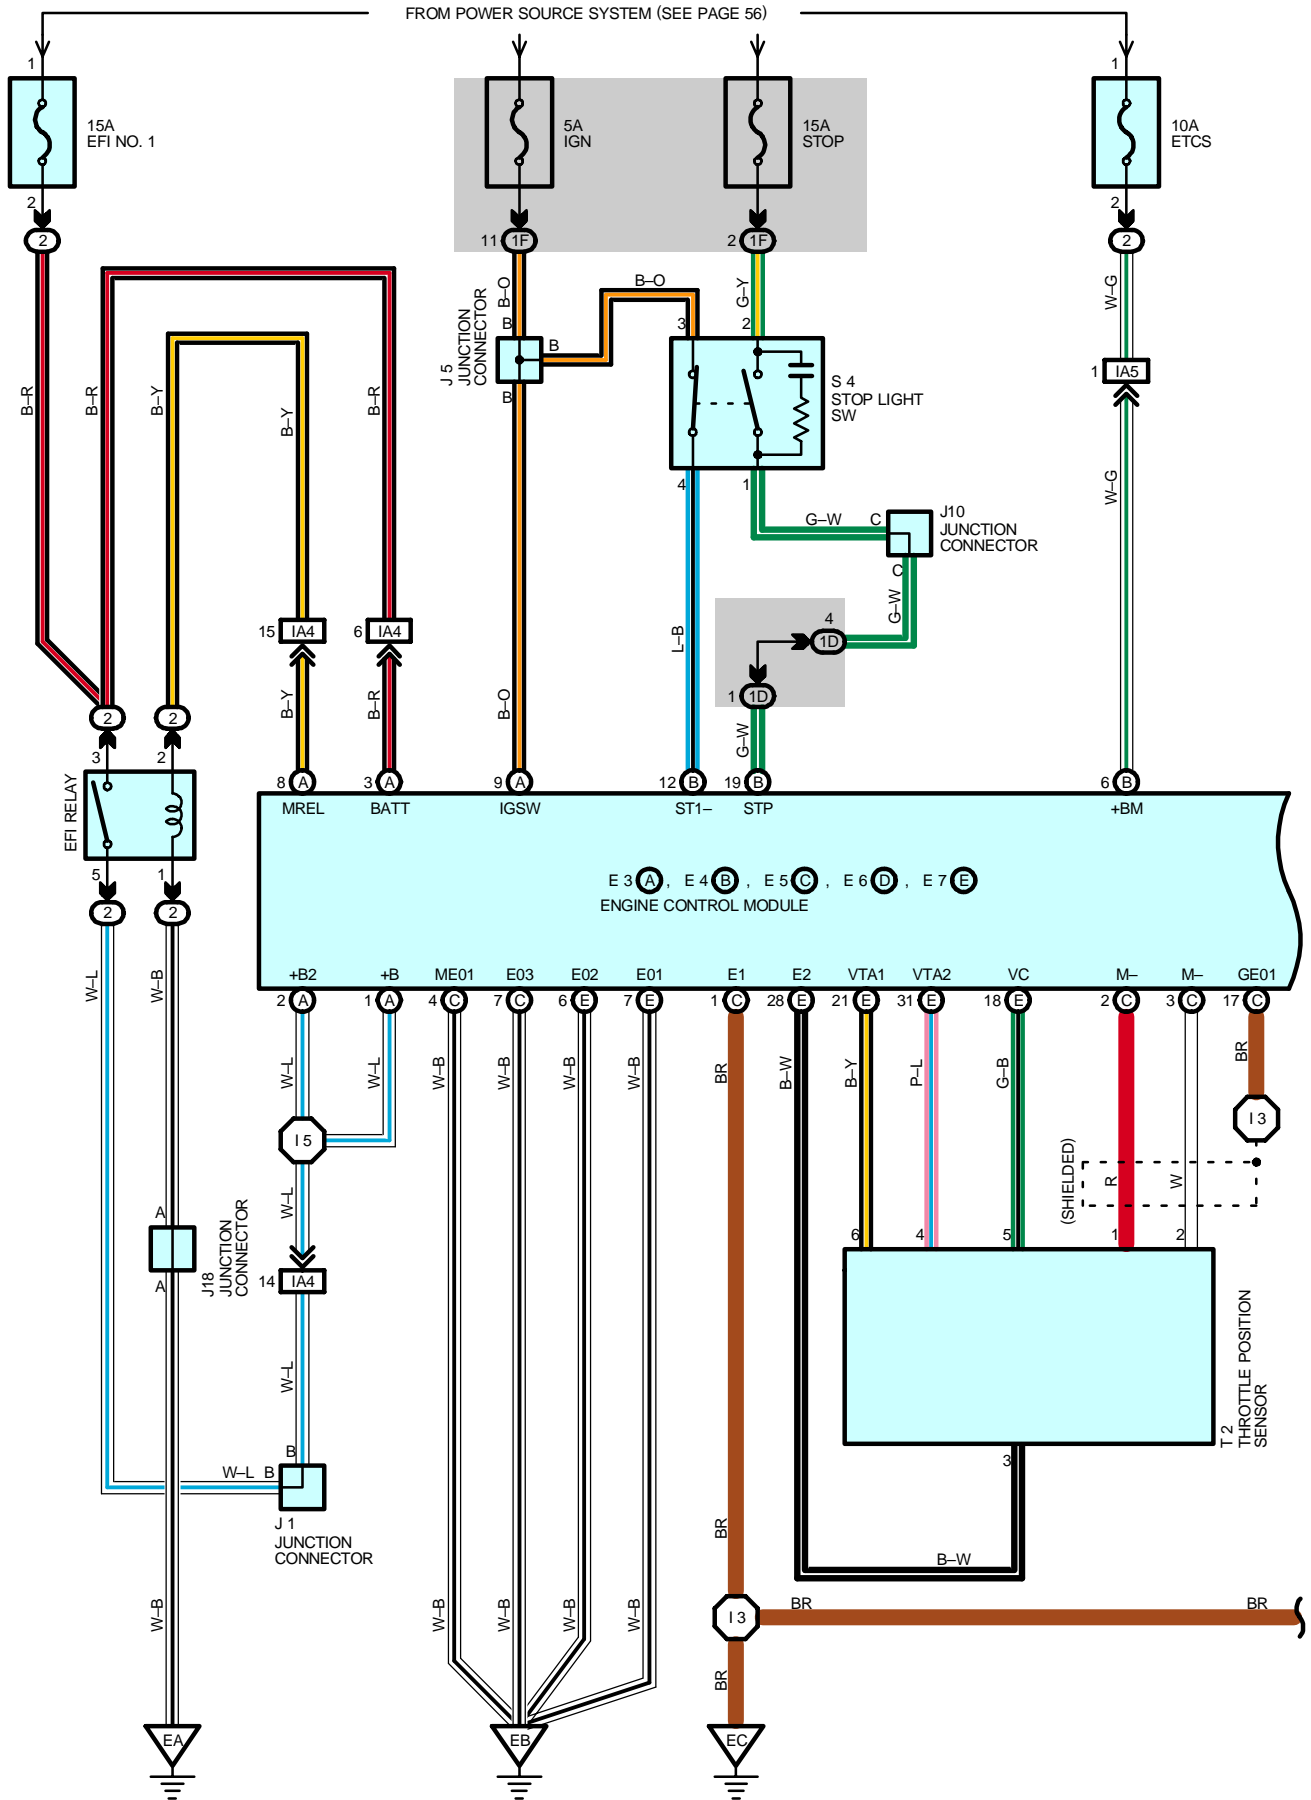 FROM POWER SOURCE SYSTEM (SEE PAGE 56)
1
1
15A
EFI NO. 1
5A
IGN
15A
STOP
10A
ETCS
2
2
2
11 1F
2 1F
2
B–O
B–O
G–Y
W–G
J 5
JUNCTION
CONNECTOR
B
B
B
3
2
S 4
STOP LIGHT
SW
1 IA5
B–R
B–R
B–Y
B–Y
B–R
4
1
W–G
G–W C
J10
JUNCTION
CONNECTOR
C
G–W
15 IA4
6 IA4
L–B
4
1D
1 1D
B–Y
B–R
B–O
G–W
2
2
3
2
EFI RELAY
5
1
2
2
8 A
3 A
9 A
12 B
19 B
6 B
MREL
BATT
IGSW
ST1–
STP
+BM
E 3 A , E 4 B , E 5 C , E 6 D , E 7 E
ENGINE CONTROL MODULE
+B2
+B
ME01
E03
E02
E01
E1
E2
VTA1
VTA2
VC
M–
M–
GE01
2 A
1 A
4 C
7 C
6 E
7 E
1 C
28 E
21 E
31 E
18 E
2 C
3 C
17 C
W–L
W–B
W–L
W–L
W–B
W–B
W–B
W–B
BR
B–W
B–Y
P–L
G–B
BR
I 5
I 3
(SHIELDED)
R
W
W–L
A
A
J18
JUNCTION
CONNECTOR
14 IA4
6
4
5
1
2
T 2
THROTTLE POSITION
SENSOR
W–L
B
W–L B
J 1
JUNCTION
CONNECTOR
3
BR
B–W
W–B
W–B
W–B
W–B
W–B
I 3
BR
BR
BR
EA
EB
EC